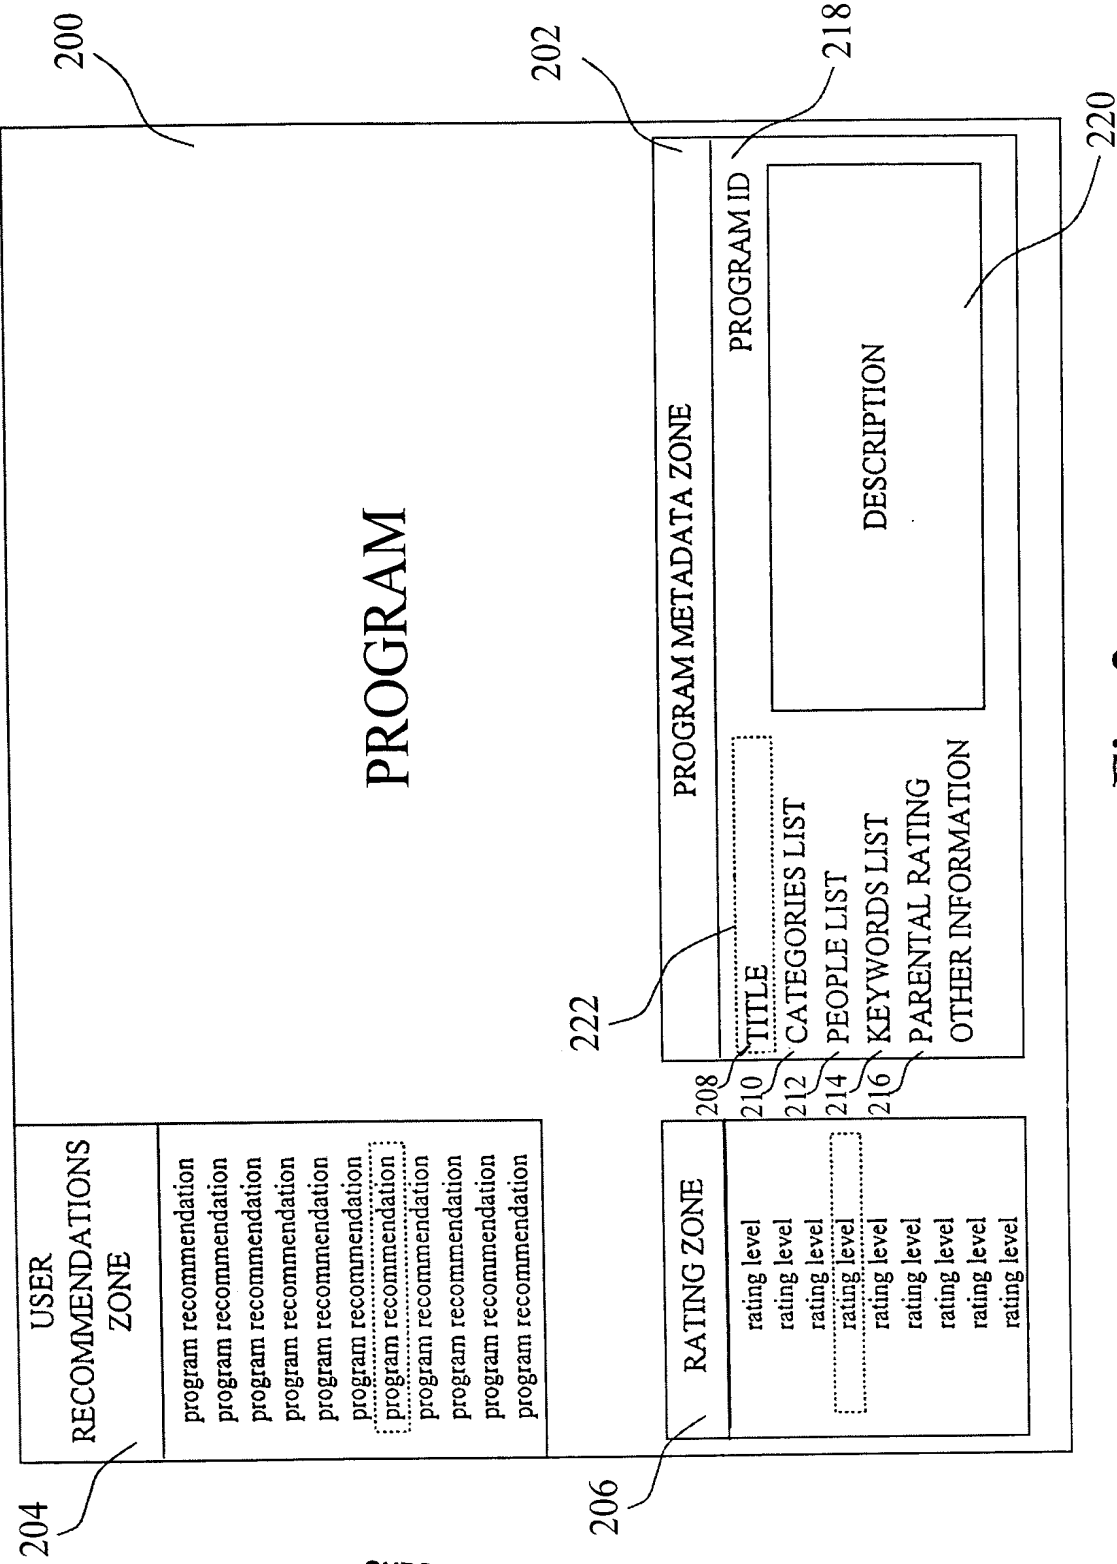 204
USER
RECOMMENDATIONS
ZONE
program recommendation
program recommendation
program recommendation
program recommendation
program recommendation
program recommendation
program recommendation
program recommendation
program recommendation
program recommendation
program recommendation
PROGRAM
200
206
RATING ZONE
rating level
rating level
rating level
rating level
rating level
rating level
rating level
rating level
rating level
222
202
PROGRAM METADATA ZONE
208
TITLE
210
CATEGORIES LIST
212
PEOPLE LIST
214
KEYWORDS LIST
216
PARENTAL RATING
OTHER INFORMATION
PROGRAM ID
218
DESCRIPTION
220